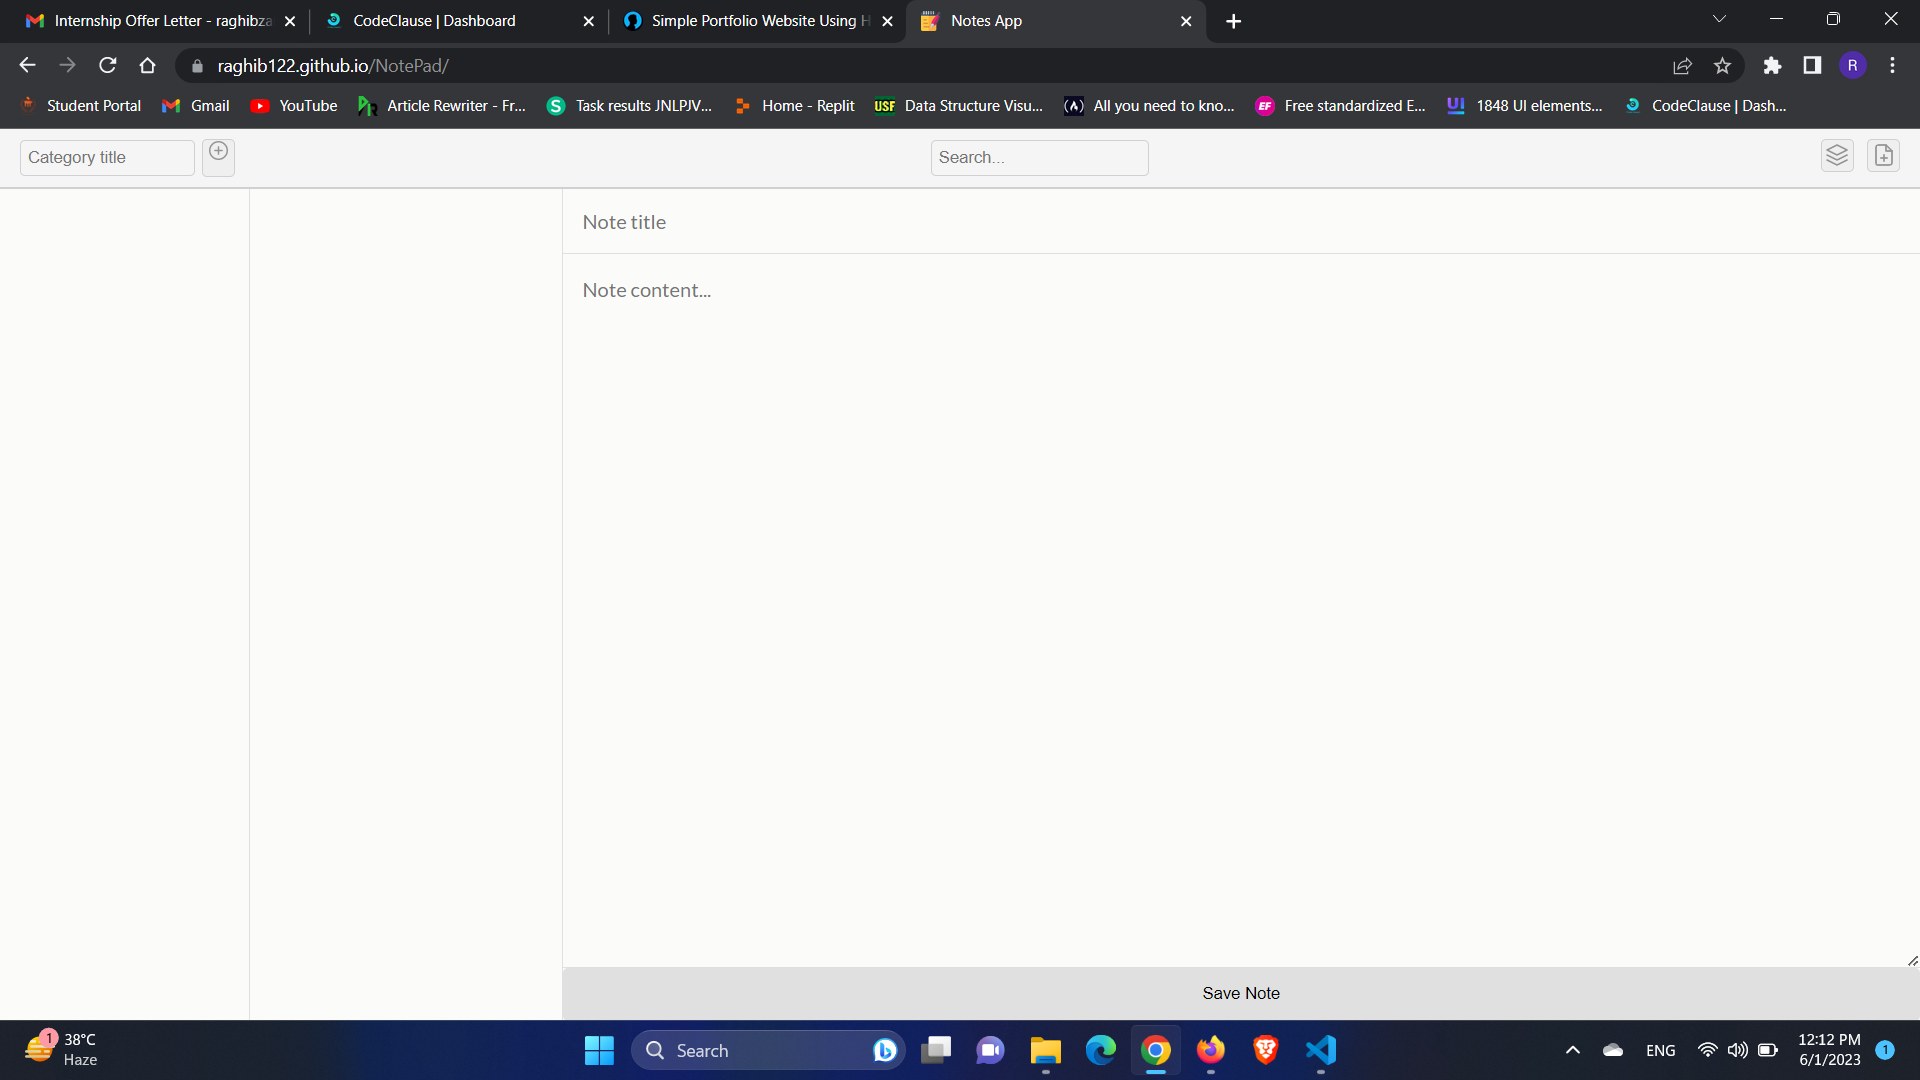 Internship Offer Letter - raghibza
CodeClause | Dashboard
Simple Portfolio Website Using H
Notes App
raghib122.github.io/NotePad/
R
Student Portal
Gmail
YouTube
Article Rewriter - Fr...
S
Task results JNLPJV...
Home - Replit
USF
Data Structure Visu...
All you need to kno...
EF
Free standardized E...
UI
1848 UI elements...
CodeClause | Dash...
Category title
Search...
Note title
Note content...
Save Note
1
38°C
Haze
Search
ENG
12:12 PM
6/1/2023
1